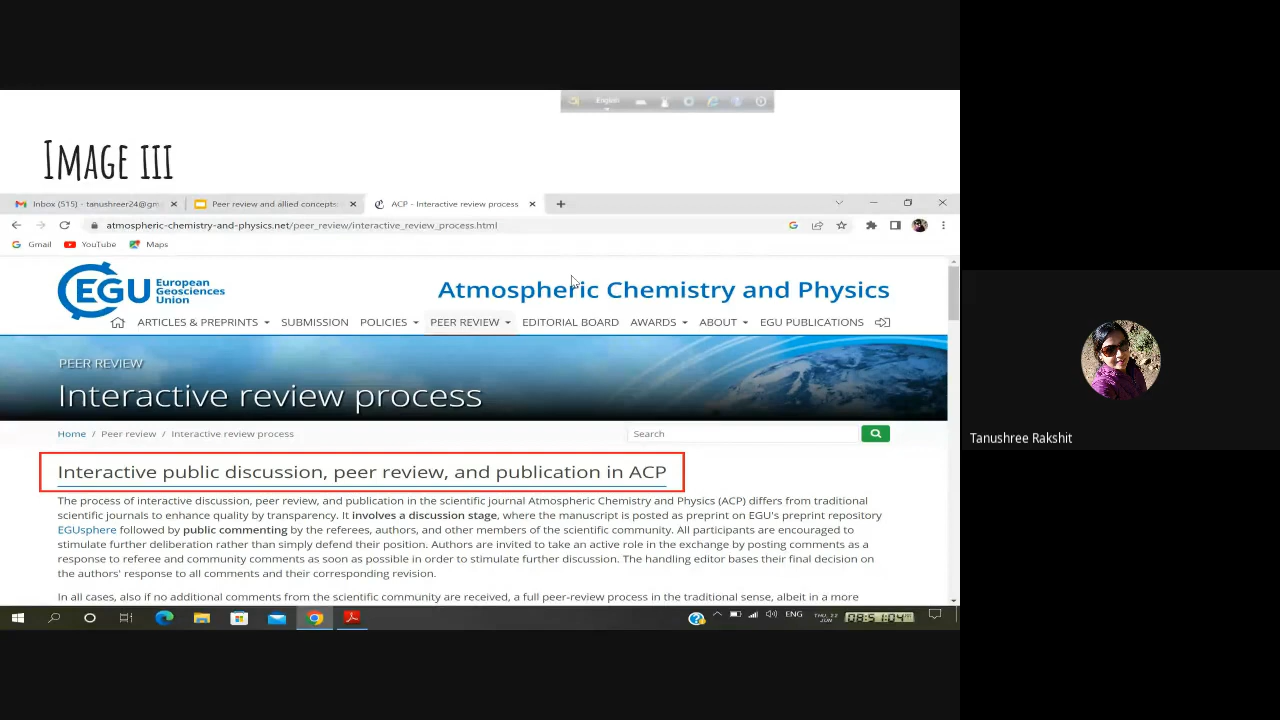 English
IMAGE III
Inbox (515) - tanushreer24@gm
Peer review and allied concepts
ACP - Interactive review process
atmospheric-chemistry-and-physics.net/peer_review/interactive_review_process.html
Gmail YouTube Maps
EGU European Geosciences Union
Atmospheric Chemistry and Physics
ARTICLES & PREPRINTS SUBMISSION POLICIES PEER REVIEW EDITORIAL BOARD AWARDS ABOUT EGU PUBLICATIONS
PEER REVIEW
Interactive review process
Home / Peer review / Interactive review process
Search
Interactive public discussion, peer review, and publication in ACP
The process of interactive discussion, peer review, and publication in the scientific journal Atmospheric Chemistry and Physics (ACP) differs from traditional
scientific journals to enhance quality by transparency. It involves a discussion stage, where the manuscript is posted as preprint on EGU's preprint repository
EGUsphere followed by public commenting by the referees, authors, and other members of the scientific community. All participants are encouraged to
stimulate further deliberation rather than simply defend their position. Authors are invited to take an active role in the exchange by posting comments as a
response to referee and community comments as soon as possible in order to stimulate further discussion. The handling editor bases their final decision on
the authors' response to all comments and their corresponding revision.
In all cases, also if no additional comments from the scientific community are received, a full peer-review process in the traditional sense, albeit in a more
ENG
JUN
Tanushree Rakshit